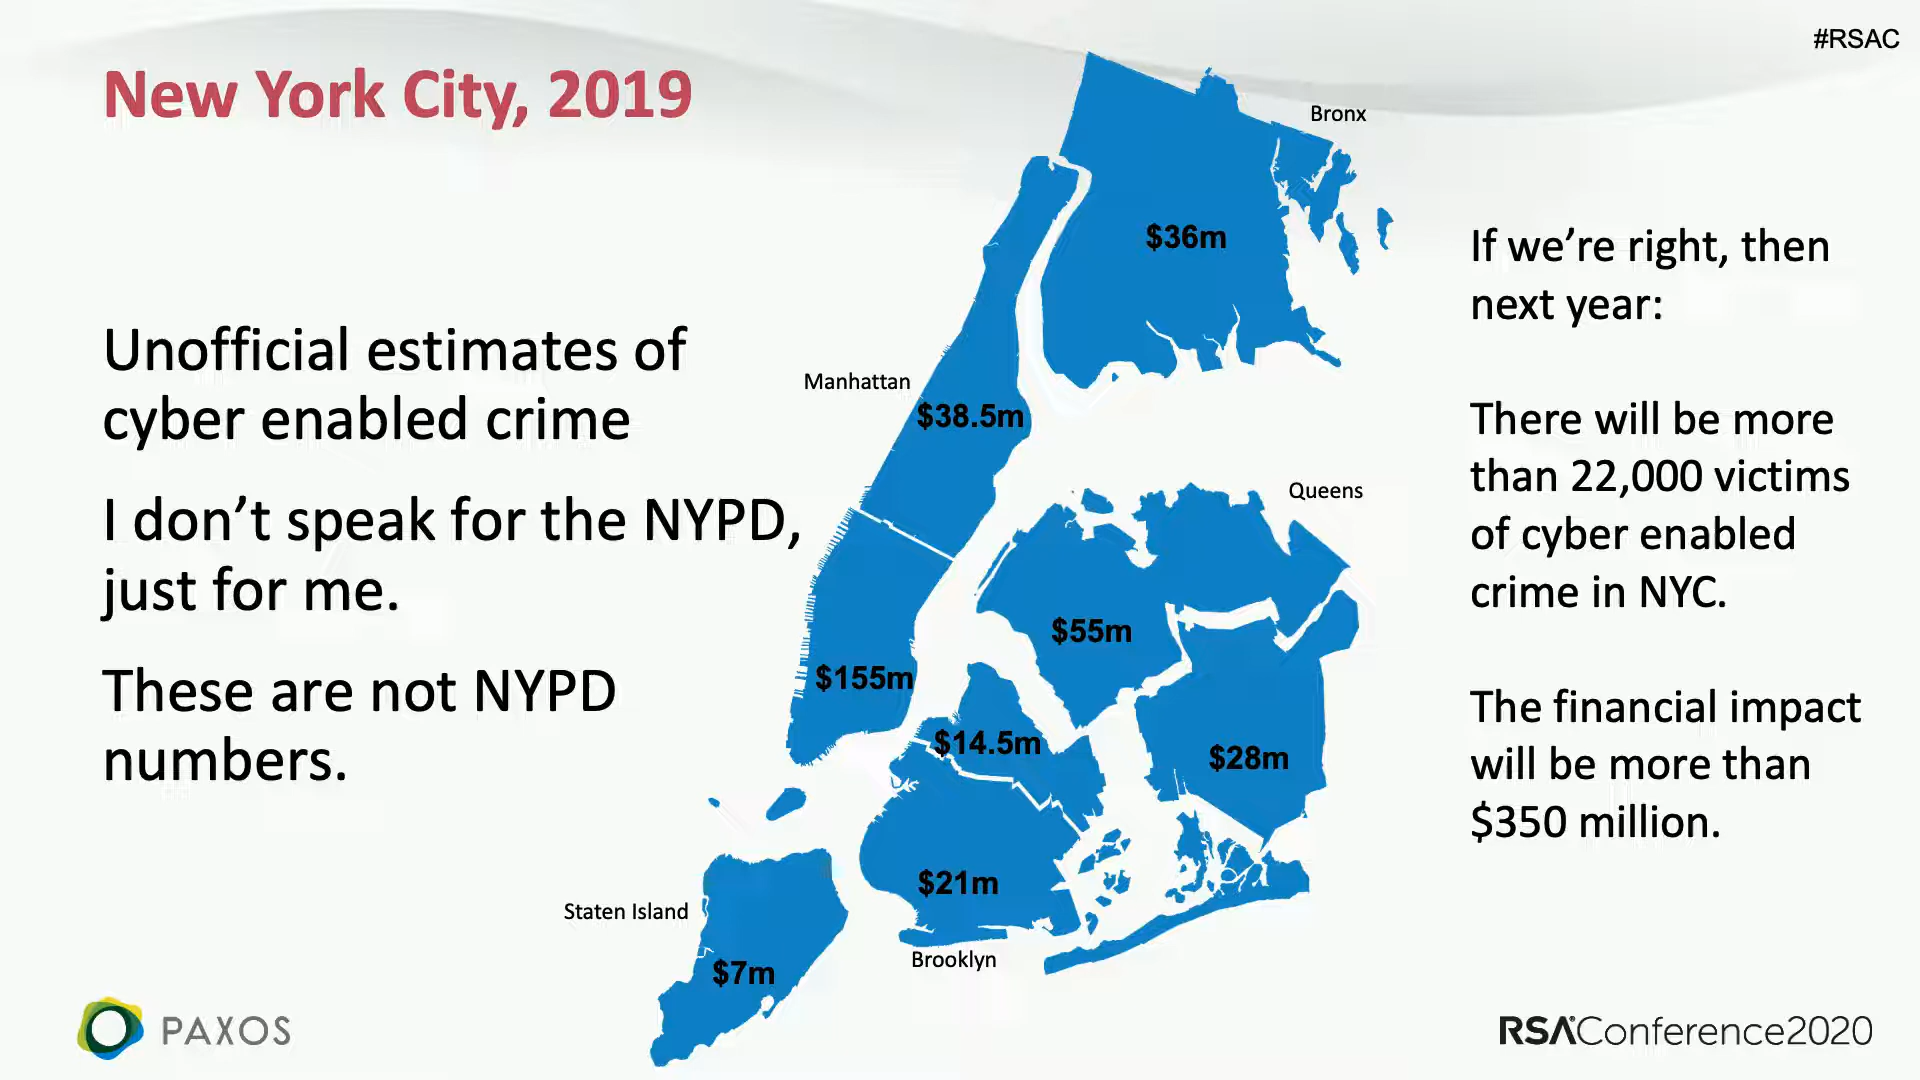 #RSAC
New York City, 2019
Unofficial estimates of
cyber enabled crime
I don’t speak for the NYPD,
just for me.
These are not NYPD
numbers.
Bronx
$36m
Manhattan
$38.5m
Queens
$55m
$155m
$14.5m
$28m
$21m
Staten Island
Brooklyn
$7m
If we’re right, then
next year:
There will be more
than 22,000 victims
of cyber enabled
crime in NYC.
The financial impact
will be more than
$350 million.
PAXOS
RSAConference2020